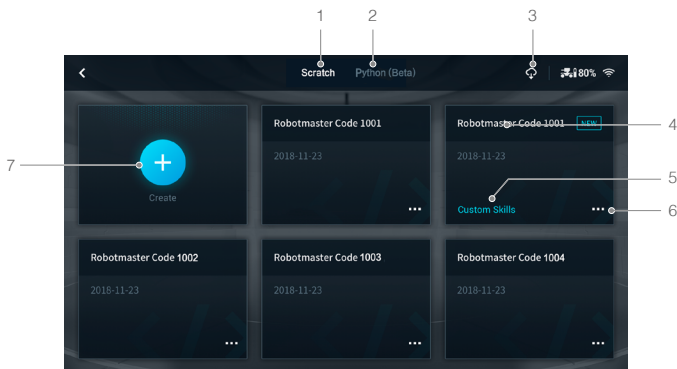 1
2
3
Scratch
Python (Beta)
80%
Robotmaster Code 1001
Robotmaster Code 1001
NEW
4
2018-11-23
2018-11-23
5
7
Create
Custom Skills
6
Robotmaster Code 1002
Robotmaster Code 1003
Robotmaster Code 1004
2018-11-23
2018-11-23
2018-11-23